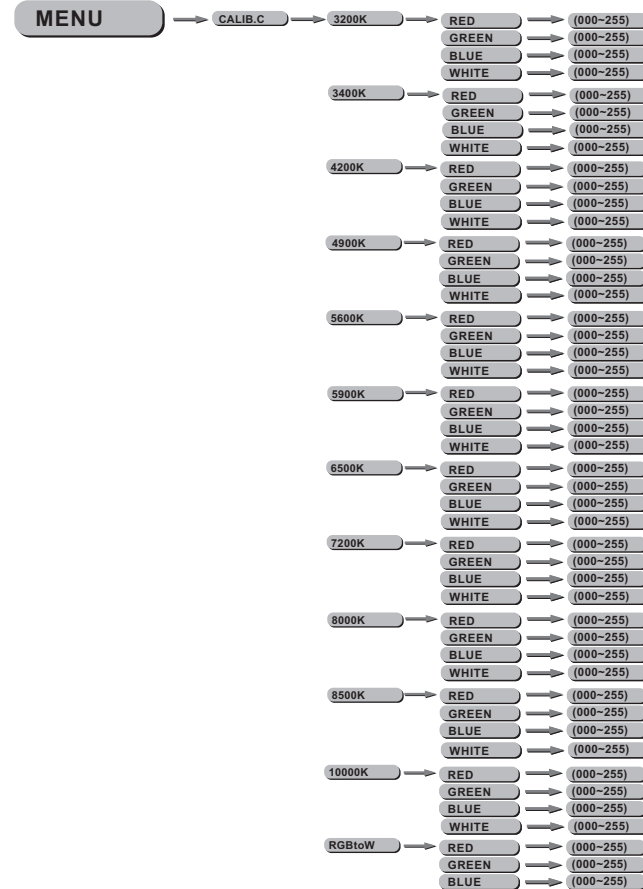 MENU CALIB.C 3200K RED (000~255)
GREEN (000~255)
BLUE (000~255)
WHITE (000~255)
3400K RED (000~255)
GREEN (000~255)
BLUE (000~255)
WHITE (000~255)
4200K RED (000~255)
GREEN (000~255)
BLUE (000~255)
WHITE (000~255)
4900K RED (000~255)
GREEN (000~255)
BLUE (000~255)
WHITE (000~255)
5600K RED (000~255)
GREEN (000~255)
BLUE (000~255)
WHITE (000~255)
5900K RED (000~255)
GREEN (000~255)
BLUE (000~255)
WHITE (000~255)
6500K RED (000~255)
GREEN (000~255)
BLUE (000~255)
WHITE (000~255)
7200K RED (000~255)
GREEN (000~255)
BLUE (000~255)
WHITE (000~255)
8000K RED (000~255)
GREEN (000~255)
BLUE (000~255)
WHITE (000~255)
8500K RED (000~255)
GREEN (000~255)
BLUE (000~255)
WHITE (000~255)
10000K RED (000~255)
GREEN (000~255)
BLUE (000~255)
WHITE (000~255)
RGBtoW RED (000~255)
GREEN (000~255)
BLUE (000~255)